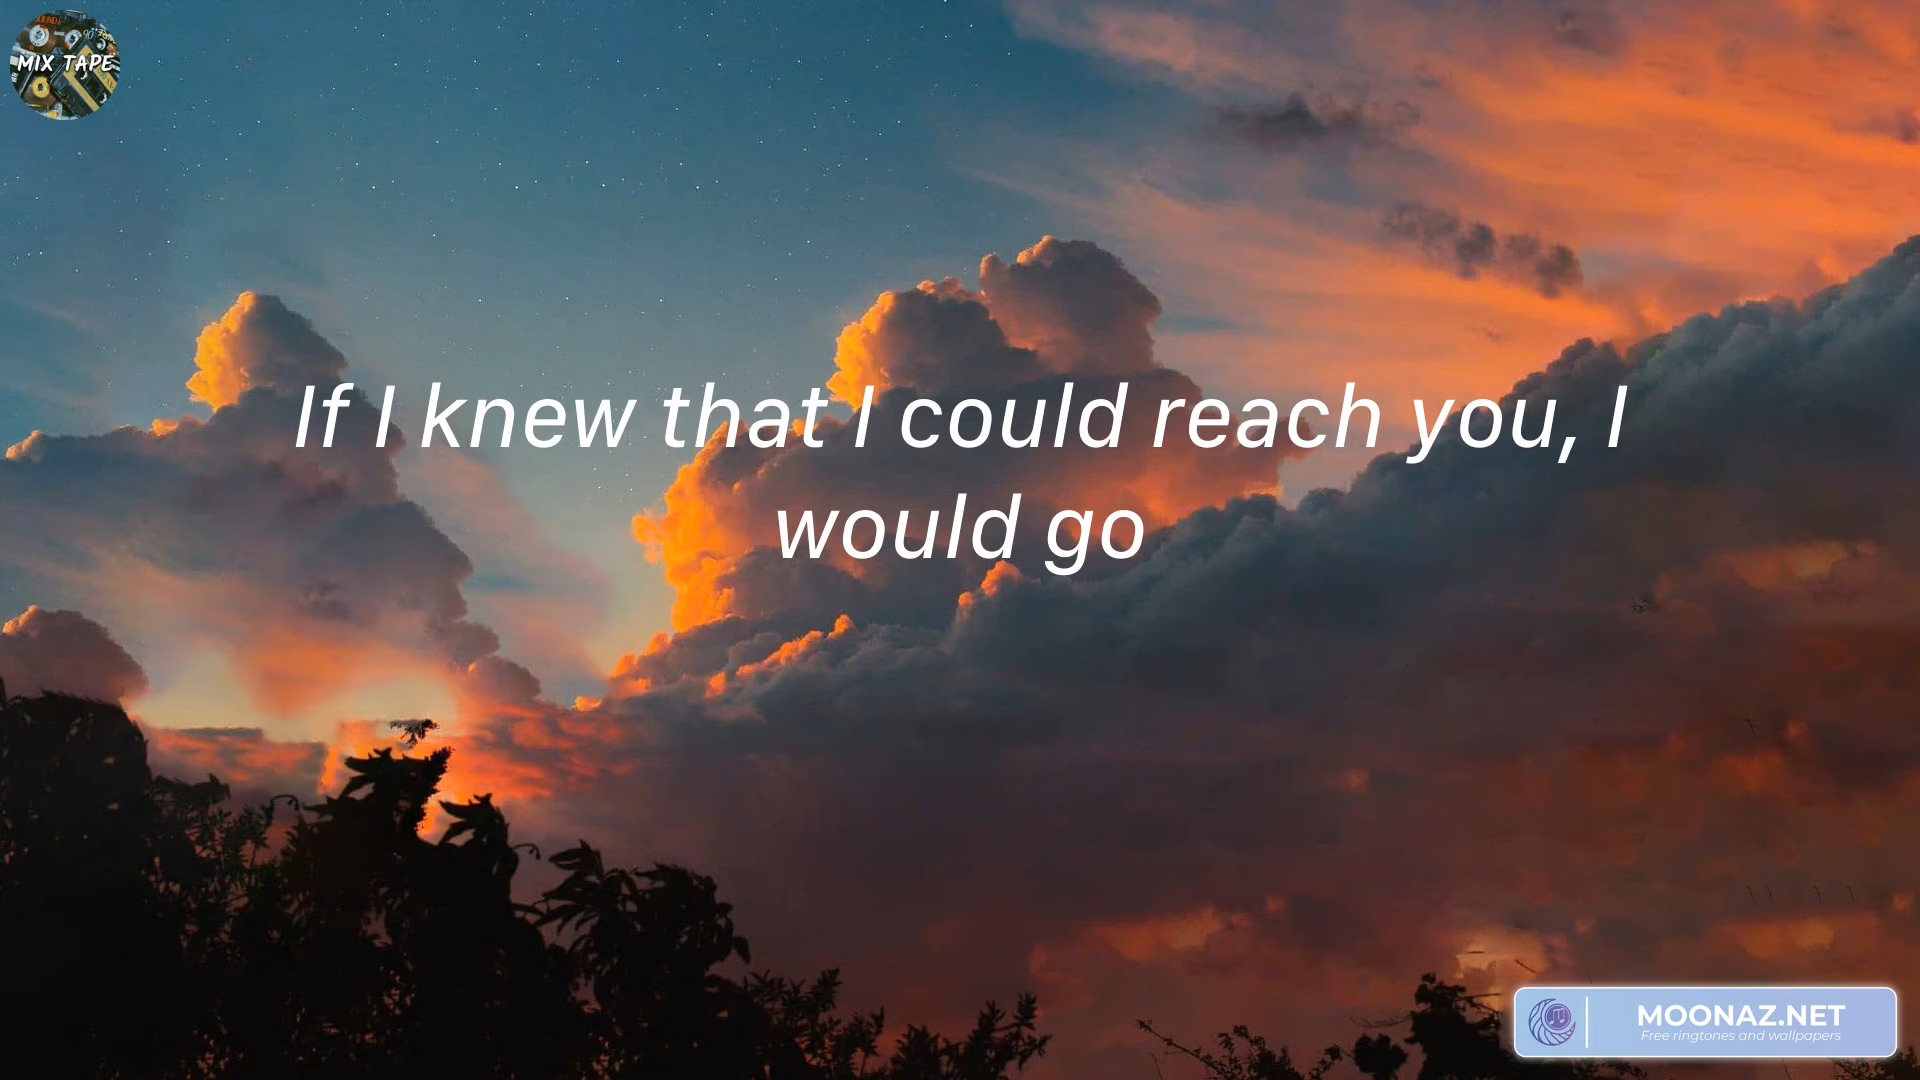 MIX TAPE
If I knew that I could reach you, I
would go
MOONAZ.NET
Free ringtones and wallpapers